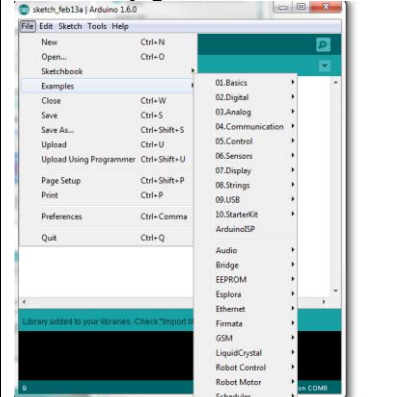 sketch_feb13a | Arduino 1.6.0
File Edit Sketch Tools Help
New Ctrl+N
Open...  Ctrl+O
Sketchbook
Examples
Close Ctrl+W
Save Ctrl+S
Save As... Ctrl+Shift+S
Upload Ctrl+U
Upload Using Programmer Ctrl+Shift+U
Page Setup Ctrl+Shift+P
Print Ctrl+P
Preferences Ctrl+Comma
Quit Ctrl+Q
01.Basics
02.Digital
03.Analog
04.Communication
05.Control
06.Sensors
07.Display
08.Strings
09.USB
10.StarterKit
ArduinoISP
Audio
Bridge
EEPROM
Esplora
Ethernet
Firmata
GSM
LiquidCrystal
Robot Control
Robot Motor
Scheduler
Library added to your libraries. Check "Import li
on COM8